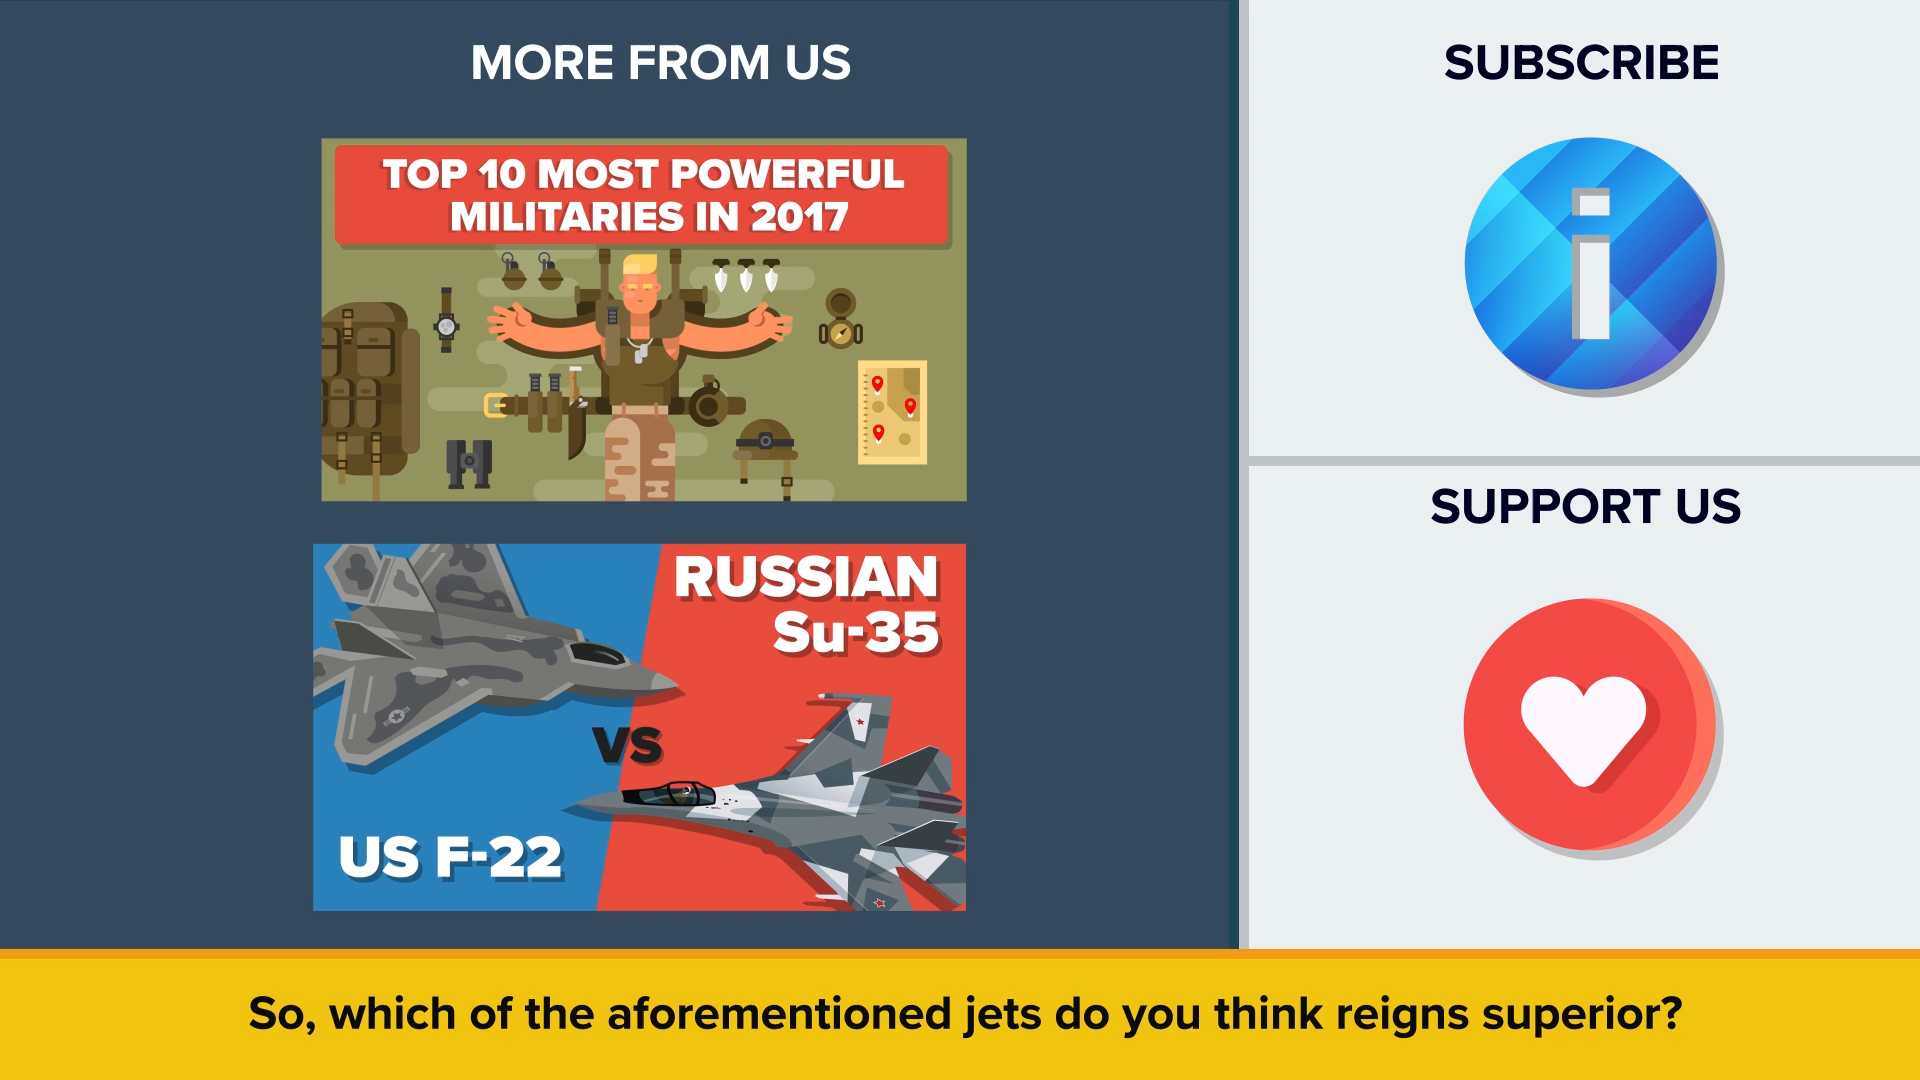 MORE FROM US
TOP 10 MOST POWERFUL
MILITARIES IN 2017
RUSSIAN
Su-35
VS
US F-22
SUBSCRIBE
i
SUPPORT US
So, which of the aforementioned jets do you think reigns superior?